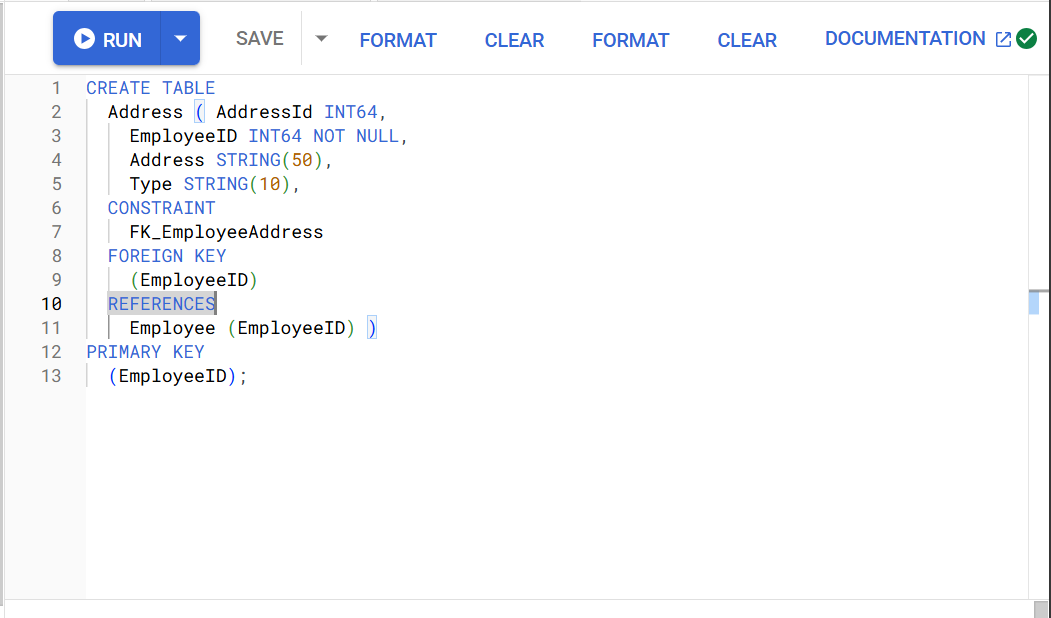 RUN SAVE FORMAT CLEAR FORMAT CLEAR DOCUMENTATION
1 CREATE TABLE
2 Address ( AddressId INT64,
3 EmployeeID INT64 NOT NULL,
4 Address STRING(50),
5 Type STRING(10),
6 CONSTRAINT
7 FK_EmployeeAddress
8 FOREIGN KEY
9 (EmployeeID)
10 REFERENCES
11 Employee (EmployeeID) )
12 PRIMARY KEY
13 (EmployeeID);